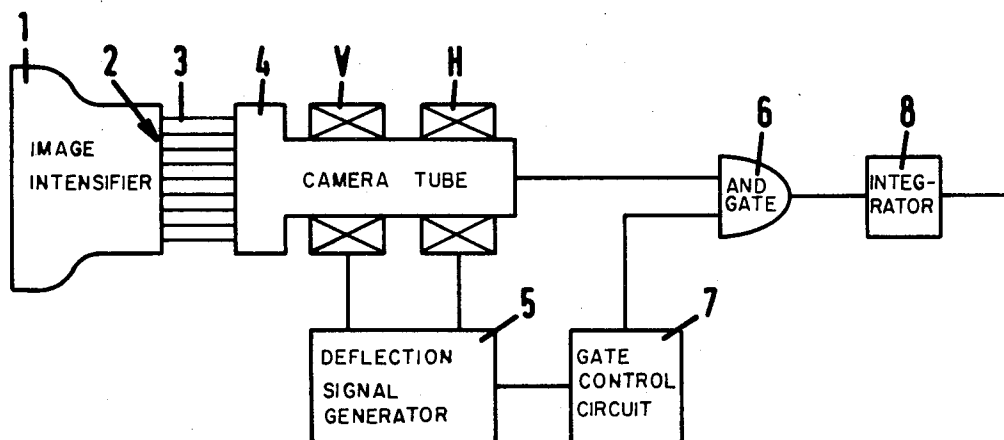 1
2
3
4
V
H
6
8
IMAGE
INTENSIFIER
CAMERA TUBE
AND
GATE
INTEG-
RATOR
5
7
DEFLECTION
SIGNAL
GENERATOR
GATE
CONTROL
CIRCUIT